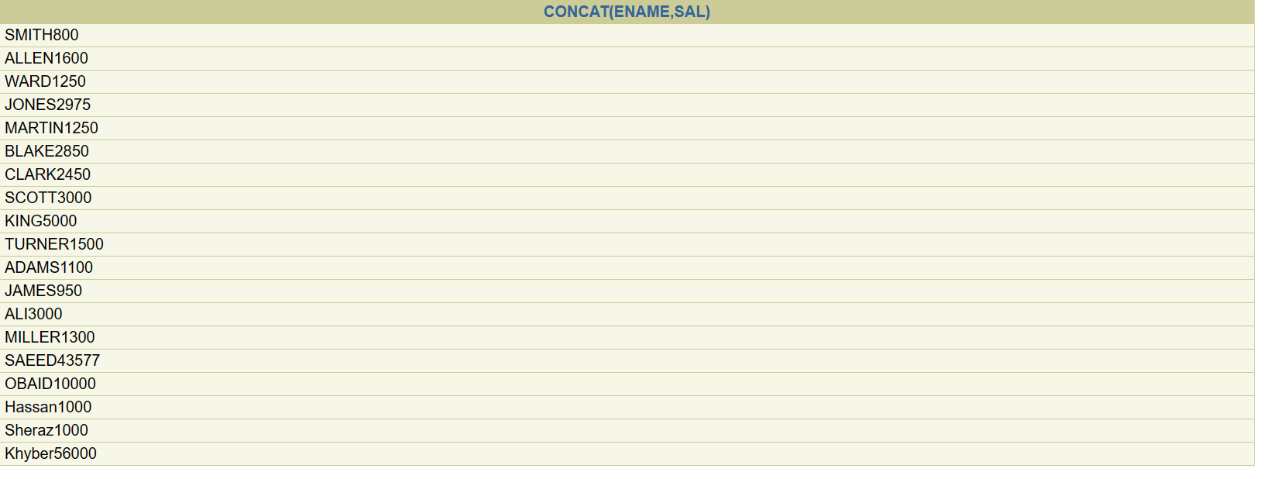 CONCAT(ENAME,SAL)
SMITH800
ALLEN1600
WARD1250
JONES2975
MARTIN1250
BLAKE2850
CLARK2450
SCOTT3000
KING5000
TURNER1500
ADAMS1100
JAMES950
ALI3000
MILLER1300
SAEED43577
OBAID10000
Hassan1000
Sheraz1000
Khyber56000